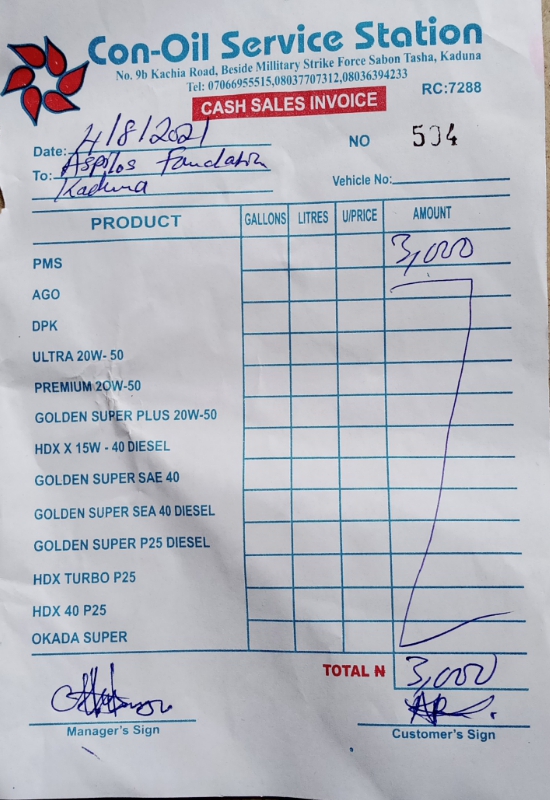 Con-Oil Service Station
No. 9b Kachia Road, Beside Millitary Strike Force Sabon Tasha, Kaduna
Tel: 07066955515,08037707312,08036394233
RC:7288
CASH SALES INVOICE
Date: 4/8/2021
NO 504
To: Aspilos Foundation
Kaduna
Vehicle No:
PRODUCT GALLONS LITRES U/PRICE AMOUNT
PMS 3,000
AGO
DPK
ULTRA 20W- 50
PREMIUM 20W-50
GOLDEN SUPER PLUS 20W-50
HDX X 15W - 40 DIESEL
GOLDEN SUPER SAE 40
GOLDEN SUPER SEA 40 DIESEL
GOLDEN SUPER P25 DIESEL
HDX TURBO P25
HDX 40 P25
OKADA SUPER
TOTAL ₦ 3,000
Manager's Sign
Customer's Sign